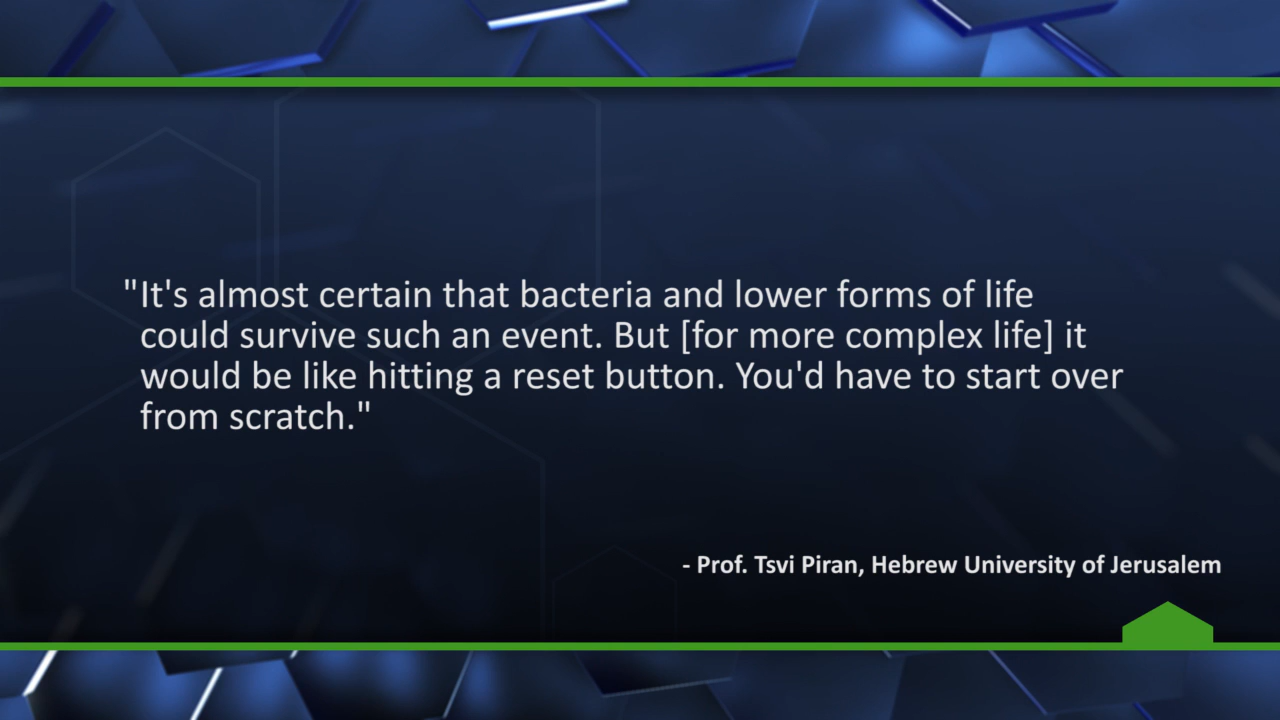 "It's almost certain that bacteria and lower forms of life
could survive such an event. But [for more complex life] it
would be like hitting a reset button. You'd have to start over
from scratch."
- Prof. Tsvi Piran, Hebrew University of Jerusalem